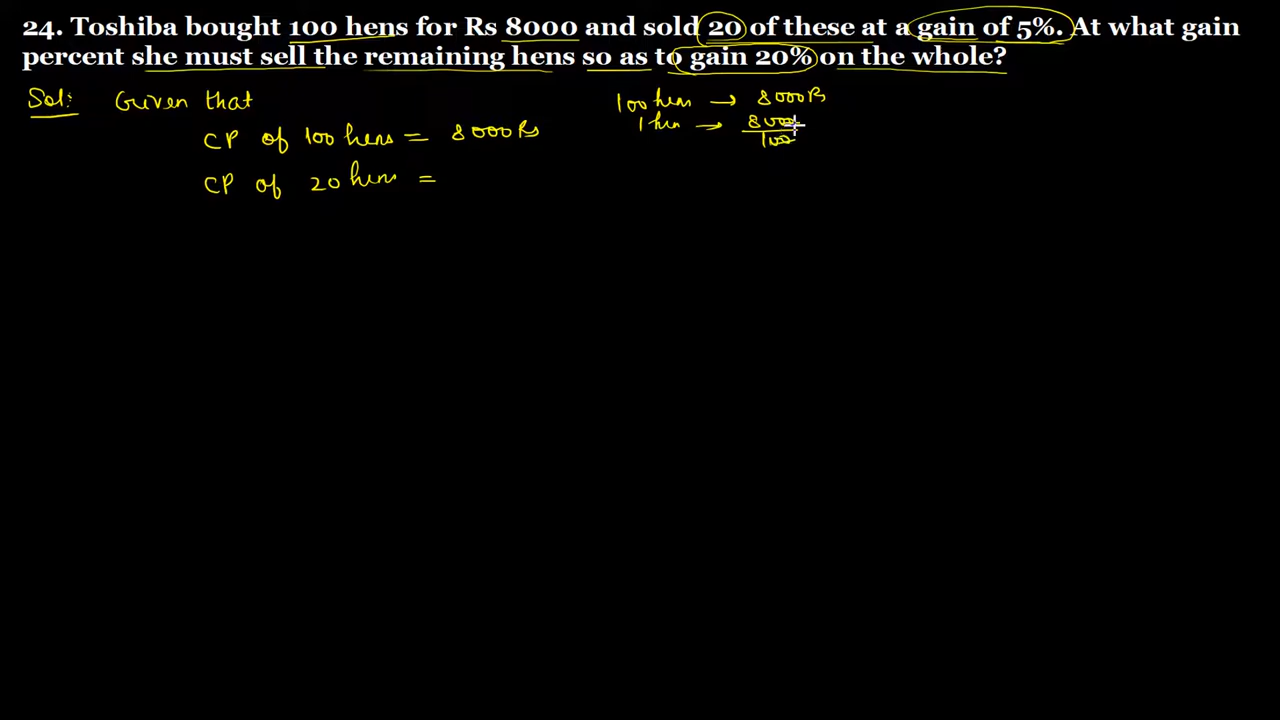 24. Toshiba bought 100 hens for Rs 8000 and sold 20 of these at a gain of 5%. At what gain
percent she must sell the remaining hens so as to gain 20% on the whole?
Sol: Given that
CP of 100 hens = 8000Rs
CP of 20 hens =
100 hens → 8000Rs
1 hen → 8000/100